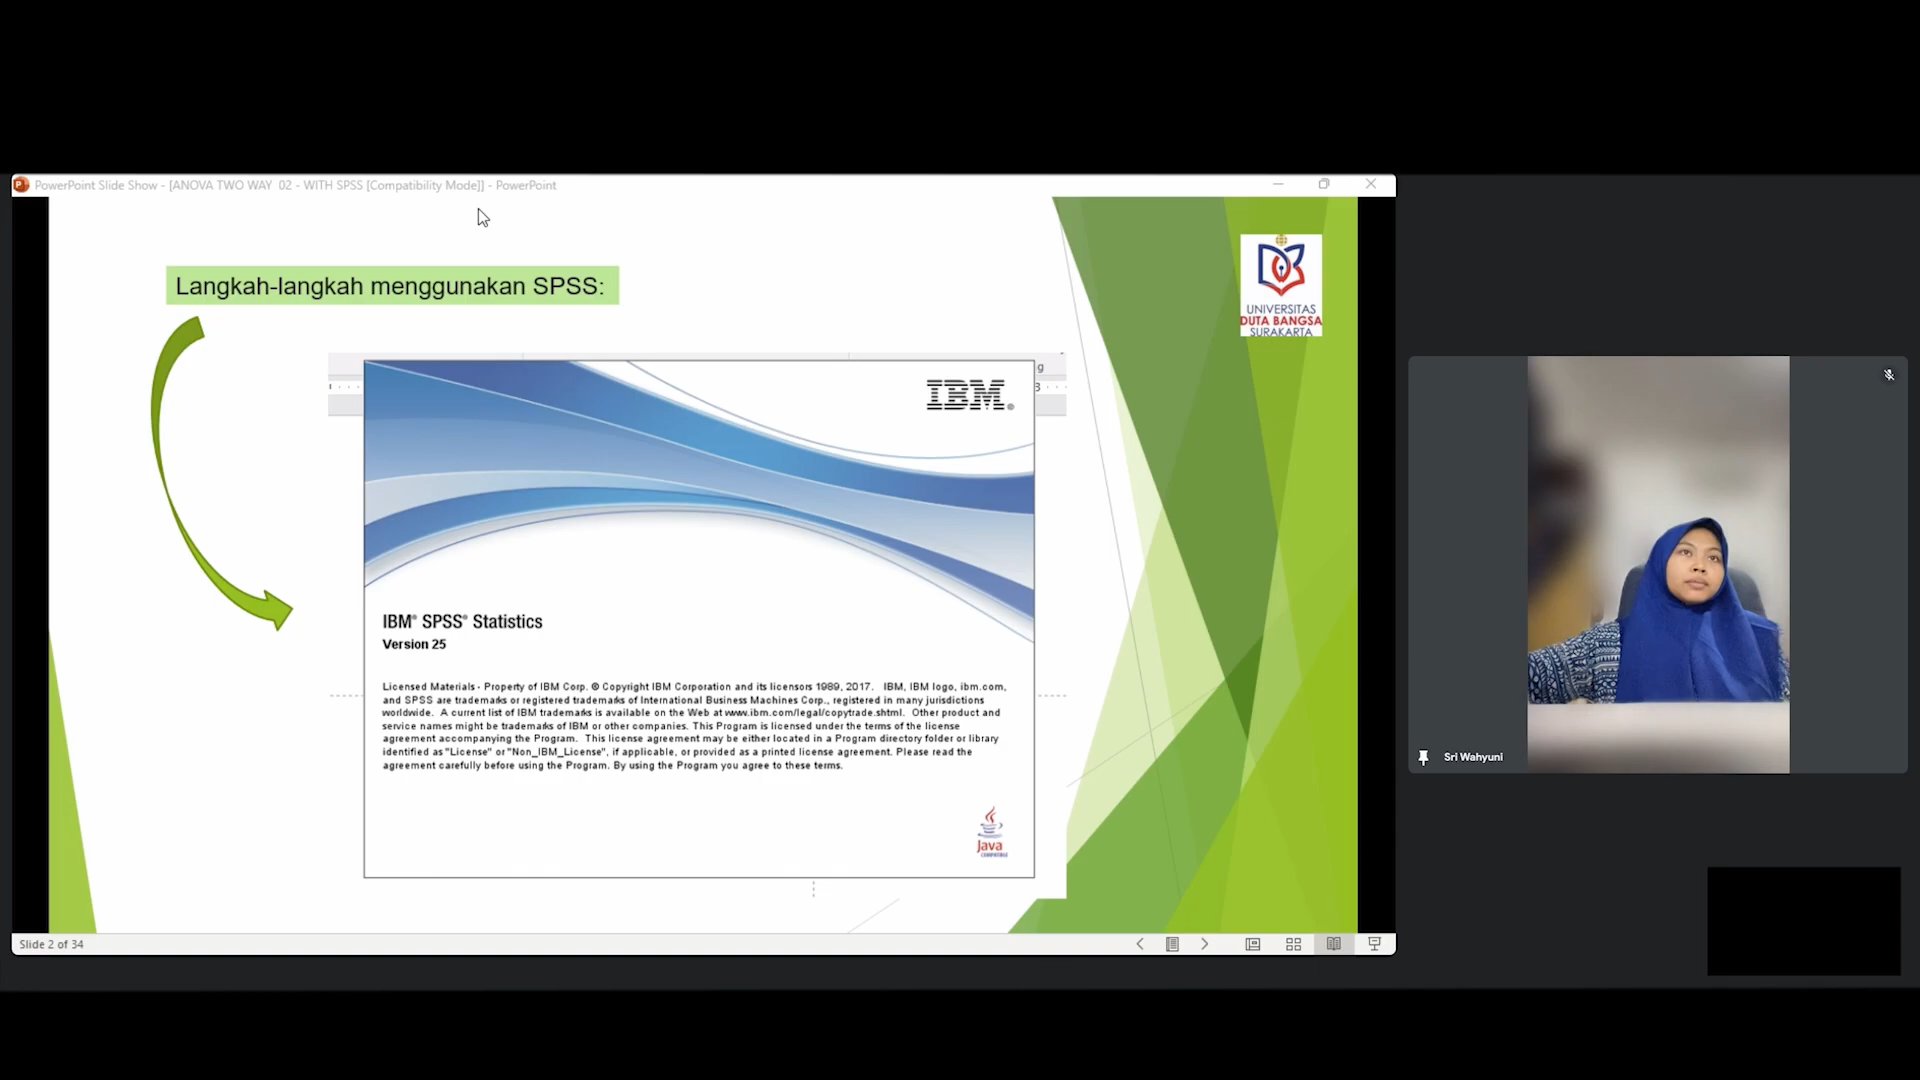 PowerPoint Slide Show - [ANOVA TWO WAY 02 - WITH SPSS [Compatibility Mode]] - PowerPoint
Langkah-langkah menggunakan SPSS:
UNIVERSITAS
DUTA BANGSA
SURAKARTA
g
3
IBM®
IBM® SPSS® Statistics
Version 25
Licensed Materials - Property of IBM Corp. © Copyright IBM Corporation and its licensors 1989, 2017. IBM, IBM logo, ibm.com,
and SPSS are trademarks or registered trademarks of International Business Machines Corp., registered in many jurisdictions
worldwide. A current list of IBM trademarks is available on the Web at www.ibm.com/legal/copytrade.shtml. Other product and
service names might be trademarks of IBM or other companies. This Program is licensed under the terms of the license
agreement accompanying the Program. This license agreement may be either located in a Program directory folder or library
identified as "License" or "Non_IBM_License", if applicable, or provided as a printed license agreement. Please read the
agreement carefully before using the Program. By using the Program you agree to these terms.
Java
COMPATIBLE
Sri Wahyuni
Slide 2 of 34